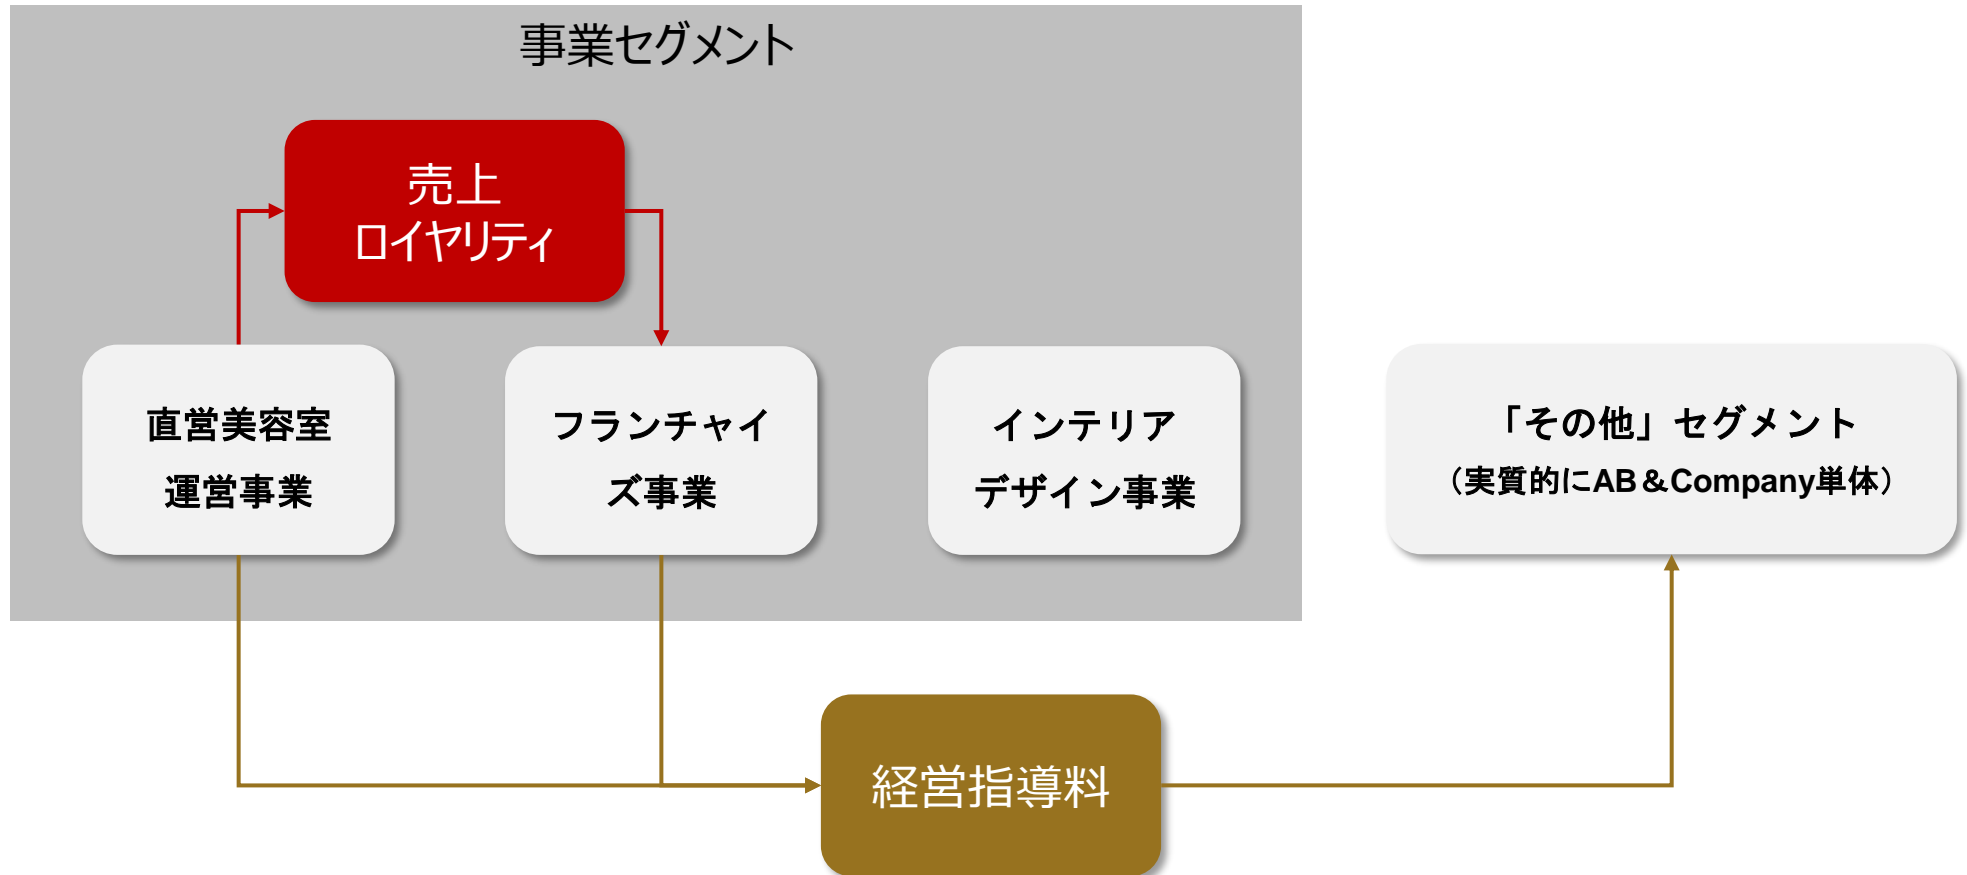 事業セグメント
売上
ロイヤリティ
直営美容室
運営事業
フランチャイ
ズ事業
インテリア
デザイン事業
「その他」セグメント
（実質的にAB＆Company単体）
経営指導料